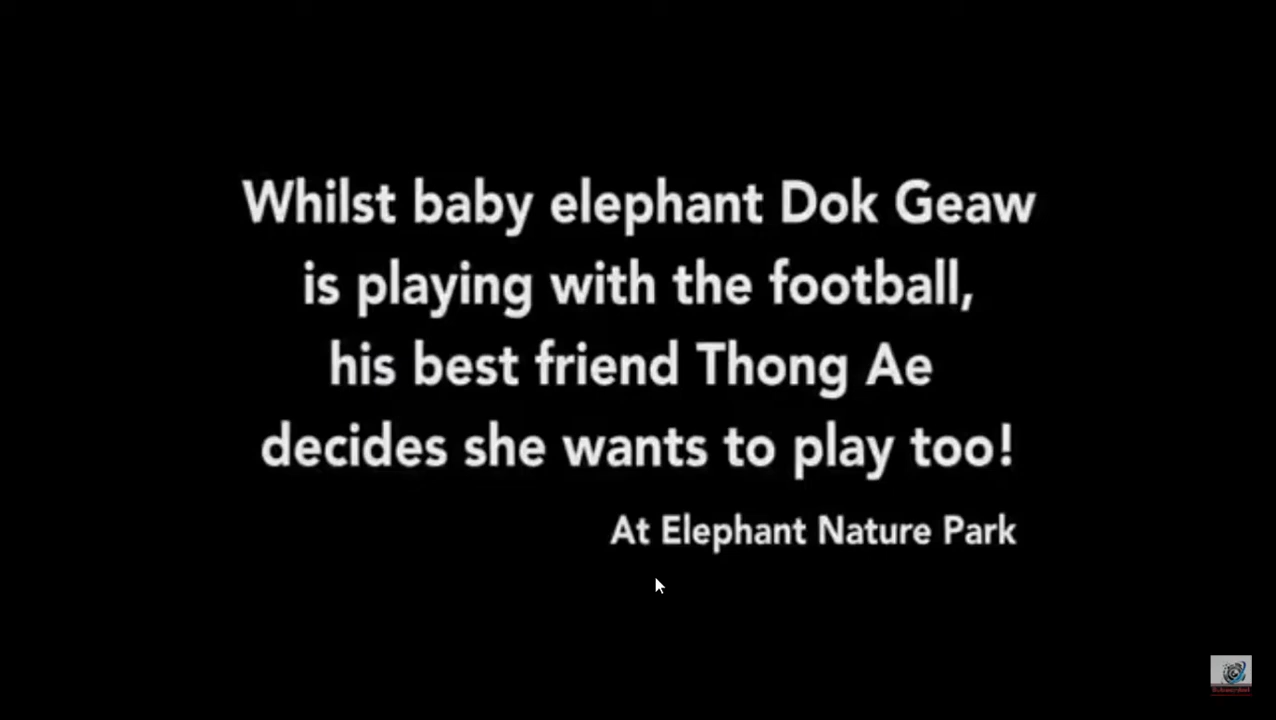 Whilst baby elephant Dok Geaw
is playing with the football,
his best friend Thong Ae
decides she wants to play too!
At Elephant Nature Park